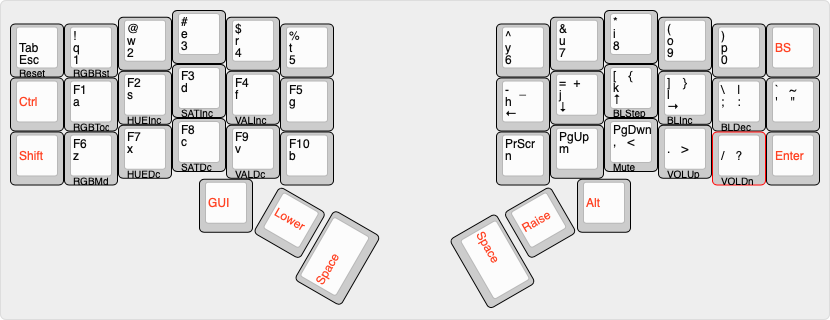 Tab
Esc
Reset
!
q
1
RGBRst
@
w
2
#
e
3
$
r
4
%
t
5
^
y
6
&
u
7
*
i
8
(
o
9
)
p
0
BS
Ctrl
F1
a
RGBTog
F2
s
HUEInc
F3
d
SATInc
F4
f
VALInc
F5
g
- _
h
←
= +
j
↓
[ {
k
↑
BLStep
] }
l
→
BLInc
\ |
; :
BLDec
` ~
' "
Shift
F6
z
RGBMd
F7
x
HUEDc
F8
c
SATDc
F9
v
VALDc
F10
b
PrScr
n
PgUp
m
PgDwn
, <
Mute
. >
VOLUp
/ ?
VOLDn
Enter
GUI
Lower
Space
Space
Raise
Alt